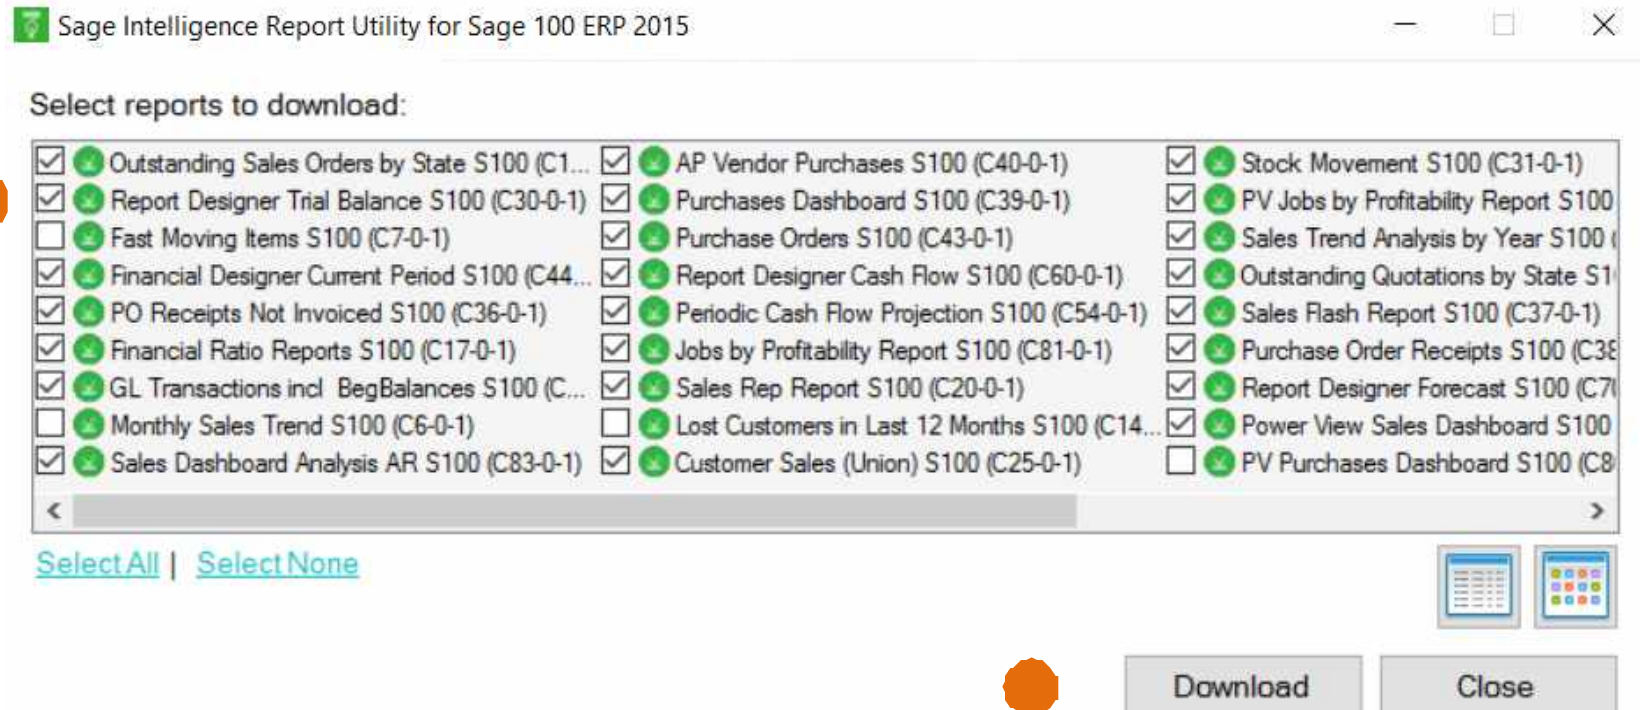 Sage Intelligence Report Utility for Sage 100 ERP 2015
Select reports to download:
Outstanding Sales Orders by State S100 (C1... AP Vendor Purchases S100 (C40-0-1) Stock Movement S100 (C31-0-1)
Report Designer Trial Balance S100 (C30-0-1) Purchases Dashboard S100 (C39-0-1) PV Jobs by Profitability Report S100
Fast Moving Items S100 (C7-0-1) Purchase Orders S100 (C43-0-1) Sales Trend Analysis by Year S100 (
Financial Designer Current Period S100 (C44... Report Designer Cash Flow S100 (C60-0-1) Outstanding Quotations by State S1
PO Receipts Not Invoiced S100 (C36-0-1) Periodic Cash Flow Projection S100 (C54-0-1) Sales Flash Report S100 (C37-0-1)
Financial Ratio Reports S100 (C17-0-1) Jobs by Profitability Report S100 (C81-0-1) Purchase Order Receipts S100 (C38
GL Transactions incl BegBalances S100 (C... Sales Rep Report S100 (C20-0-1) Report Designer Forecast S100 (C70
Monthly Sales Trend S100 (C6-0-1) Lost Customers in Last 12 Months S100 (C14... Power View Sales Dashboard S100
Sales Dashboard Analysis AR S100 (C83-0-1) Customer Sales (Union) S100 (C25-0-1) PV Purchases Dashboard S100 (C8
Select All | Select None
Download Close